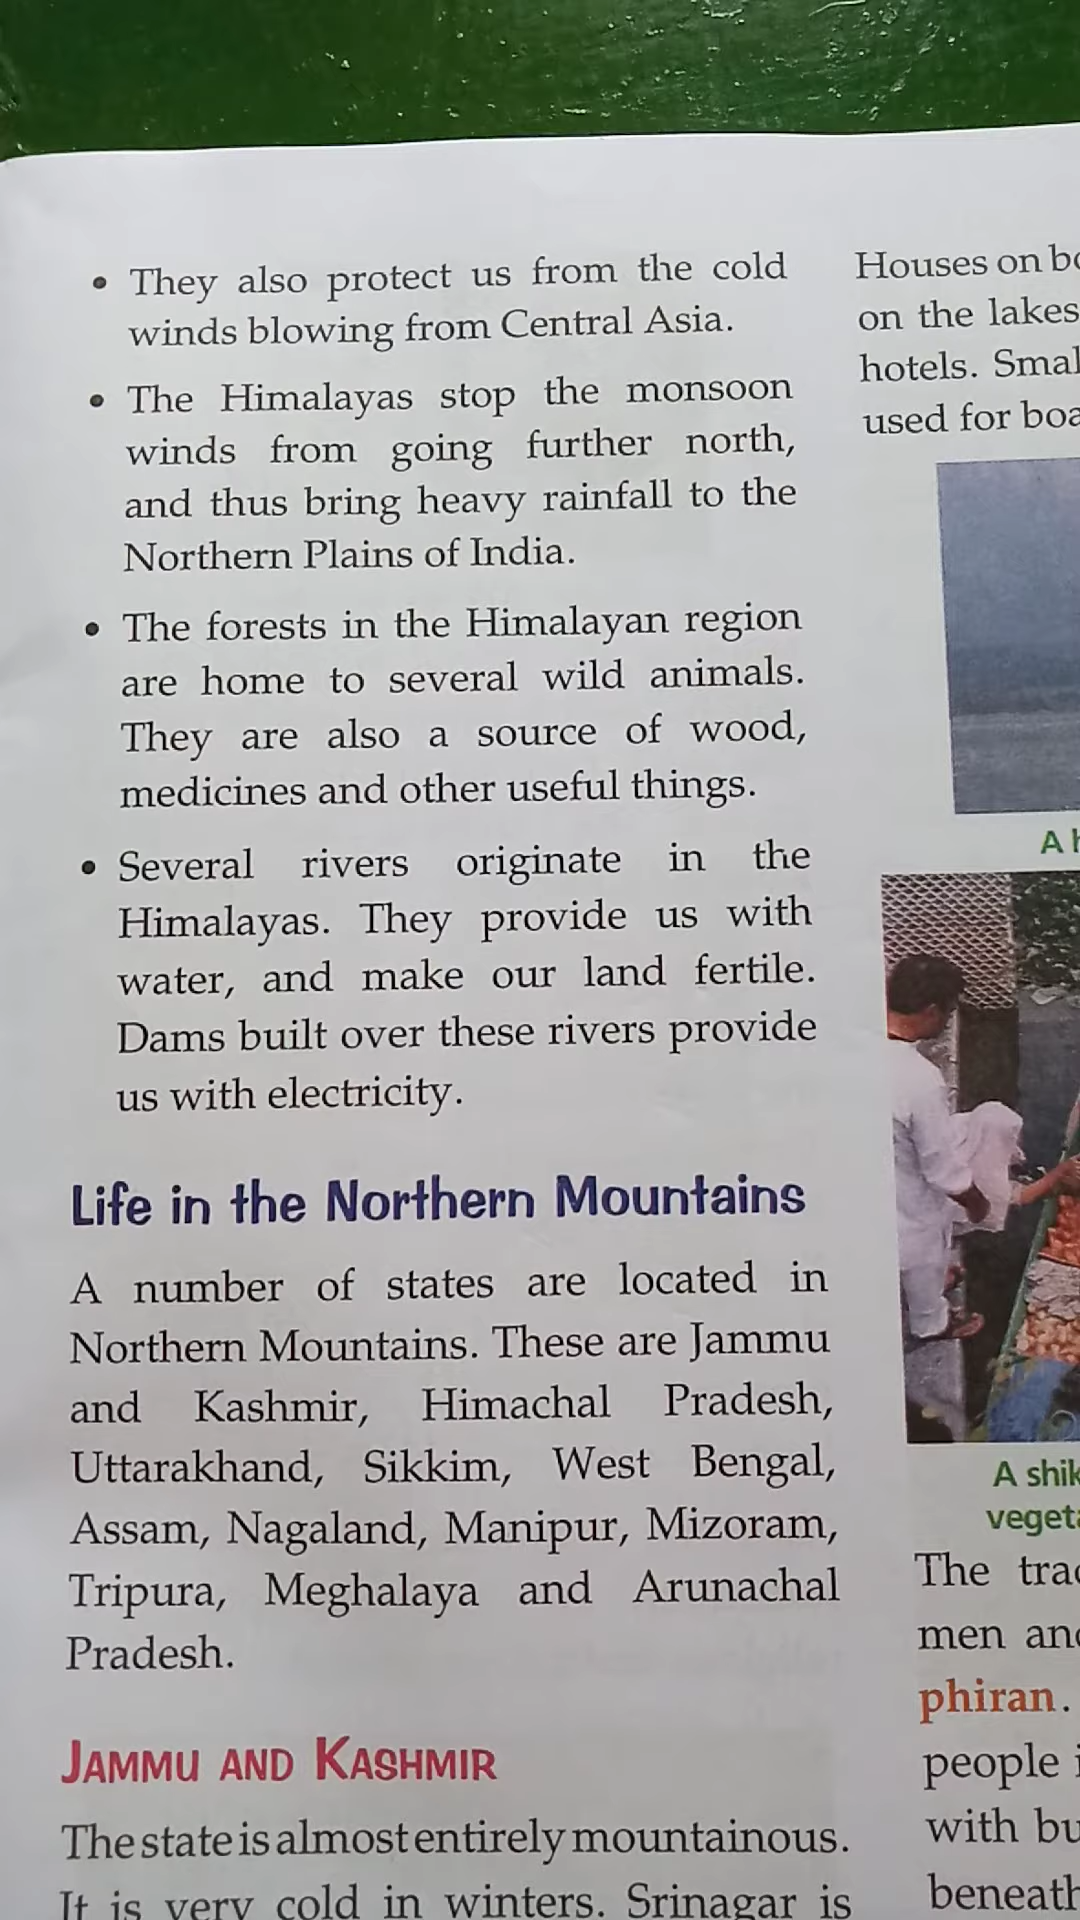 • They also protect us from the cold
winds blowing from Central Asia.
• The Himalayas stop the monsoon
winds from going further north,
and thus bring heavy rainfall to the
Northern Plains of India.
• The forests in the Himalayan region
are home to several wild animals.
They are also a source of wood,
medicines and other useful things.
• Several rivers originate in the
Himalayas. They provide us with
water, and make our land fertile.
Dams built over these rivers provide
us with electricity.
Life in the Northern Mountains
A number of states are located in
Northern Mountains. These are Jammu
and Kashmir, Himachal Pradesh,
Uttarakhand, Sikkim, West Bengal,
Assam, Nagaland, Manipur, Mizoram,
Tripura, Meghalaya and Arunachal
Pradesh.
JAMMU AND KASHMIR
The state is almost entirely mountainous.
It is very cold in winters. Srinagar is
Houses on
on the lakes
hotels.
used for
A
A
The
men
phiran.
people
with
beneath